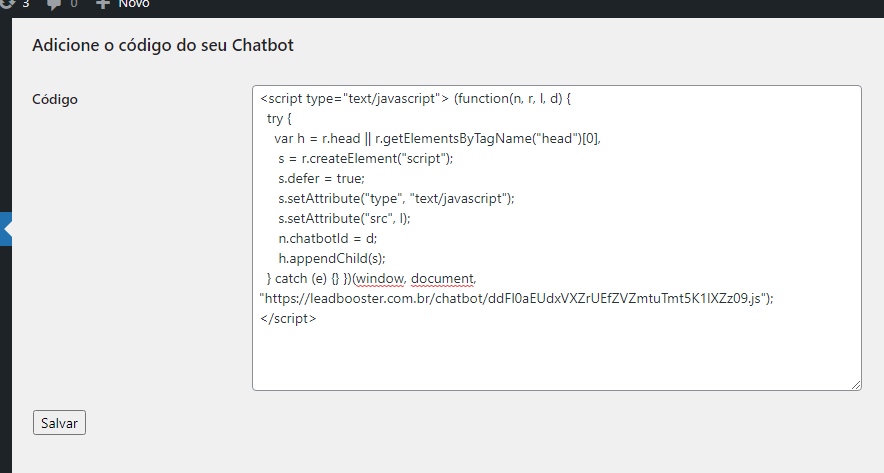 3 0 Novo
Adicione o código do seu Chatbot
Código
<script type="text/javascript"> (function(n, r, l, d) {
try {
var h = r.head || r.getElementsByTagName("head")[0],
s = r.createElement("script");
s.defer = true;
s.setAttribute("type", "text/javascript");
s.setAttribute("src", l);
n.chatbotId = d;
h.appendChild(s);
} catch (e) {} })(window, document,
"https://leadbooster.com.br/chatbot/ddFl0aEUdxVXZrUEfZVZmtuTmt5K1lXZz09.js");
</script>
Salvar